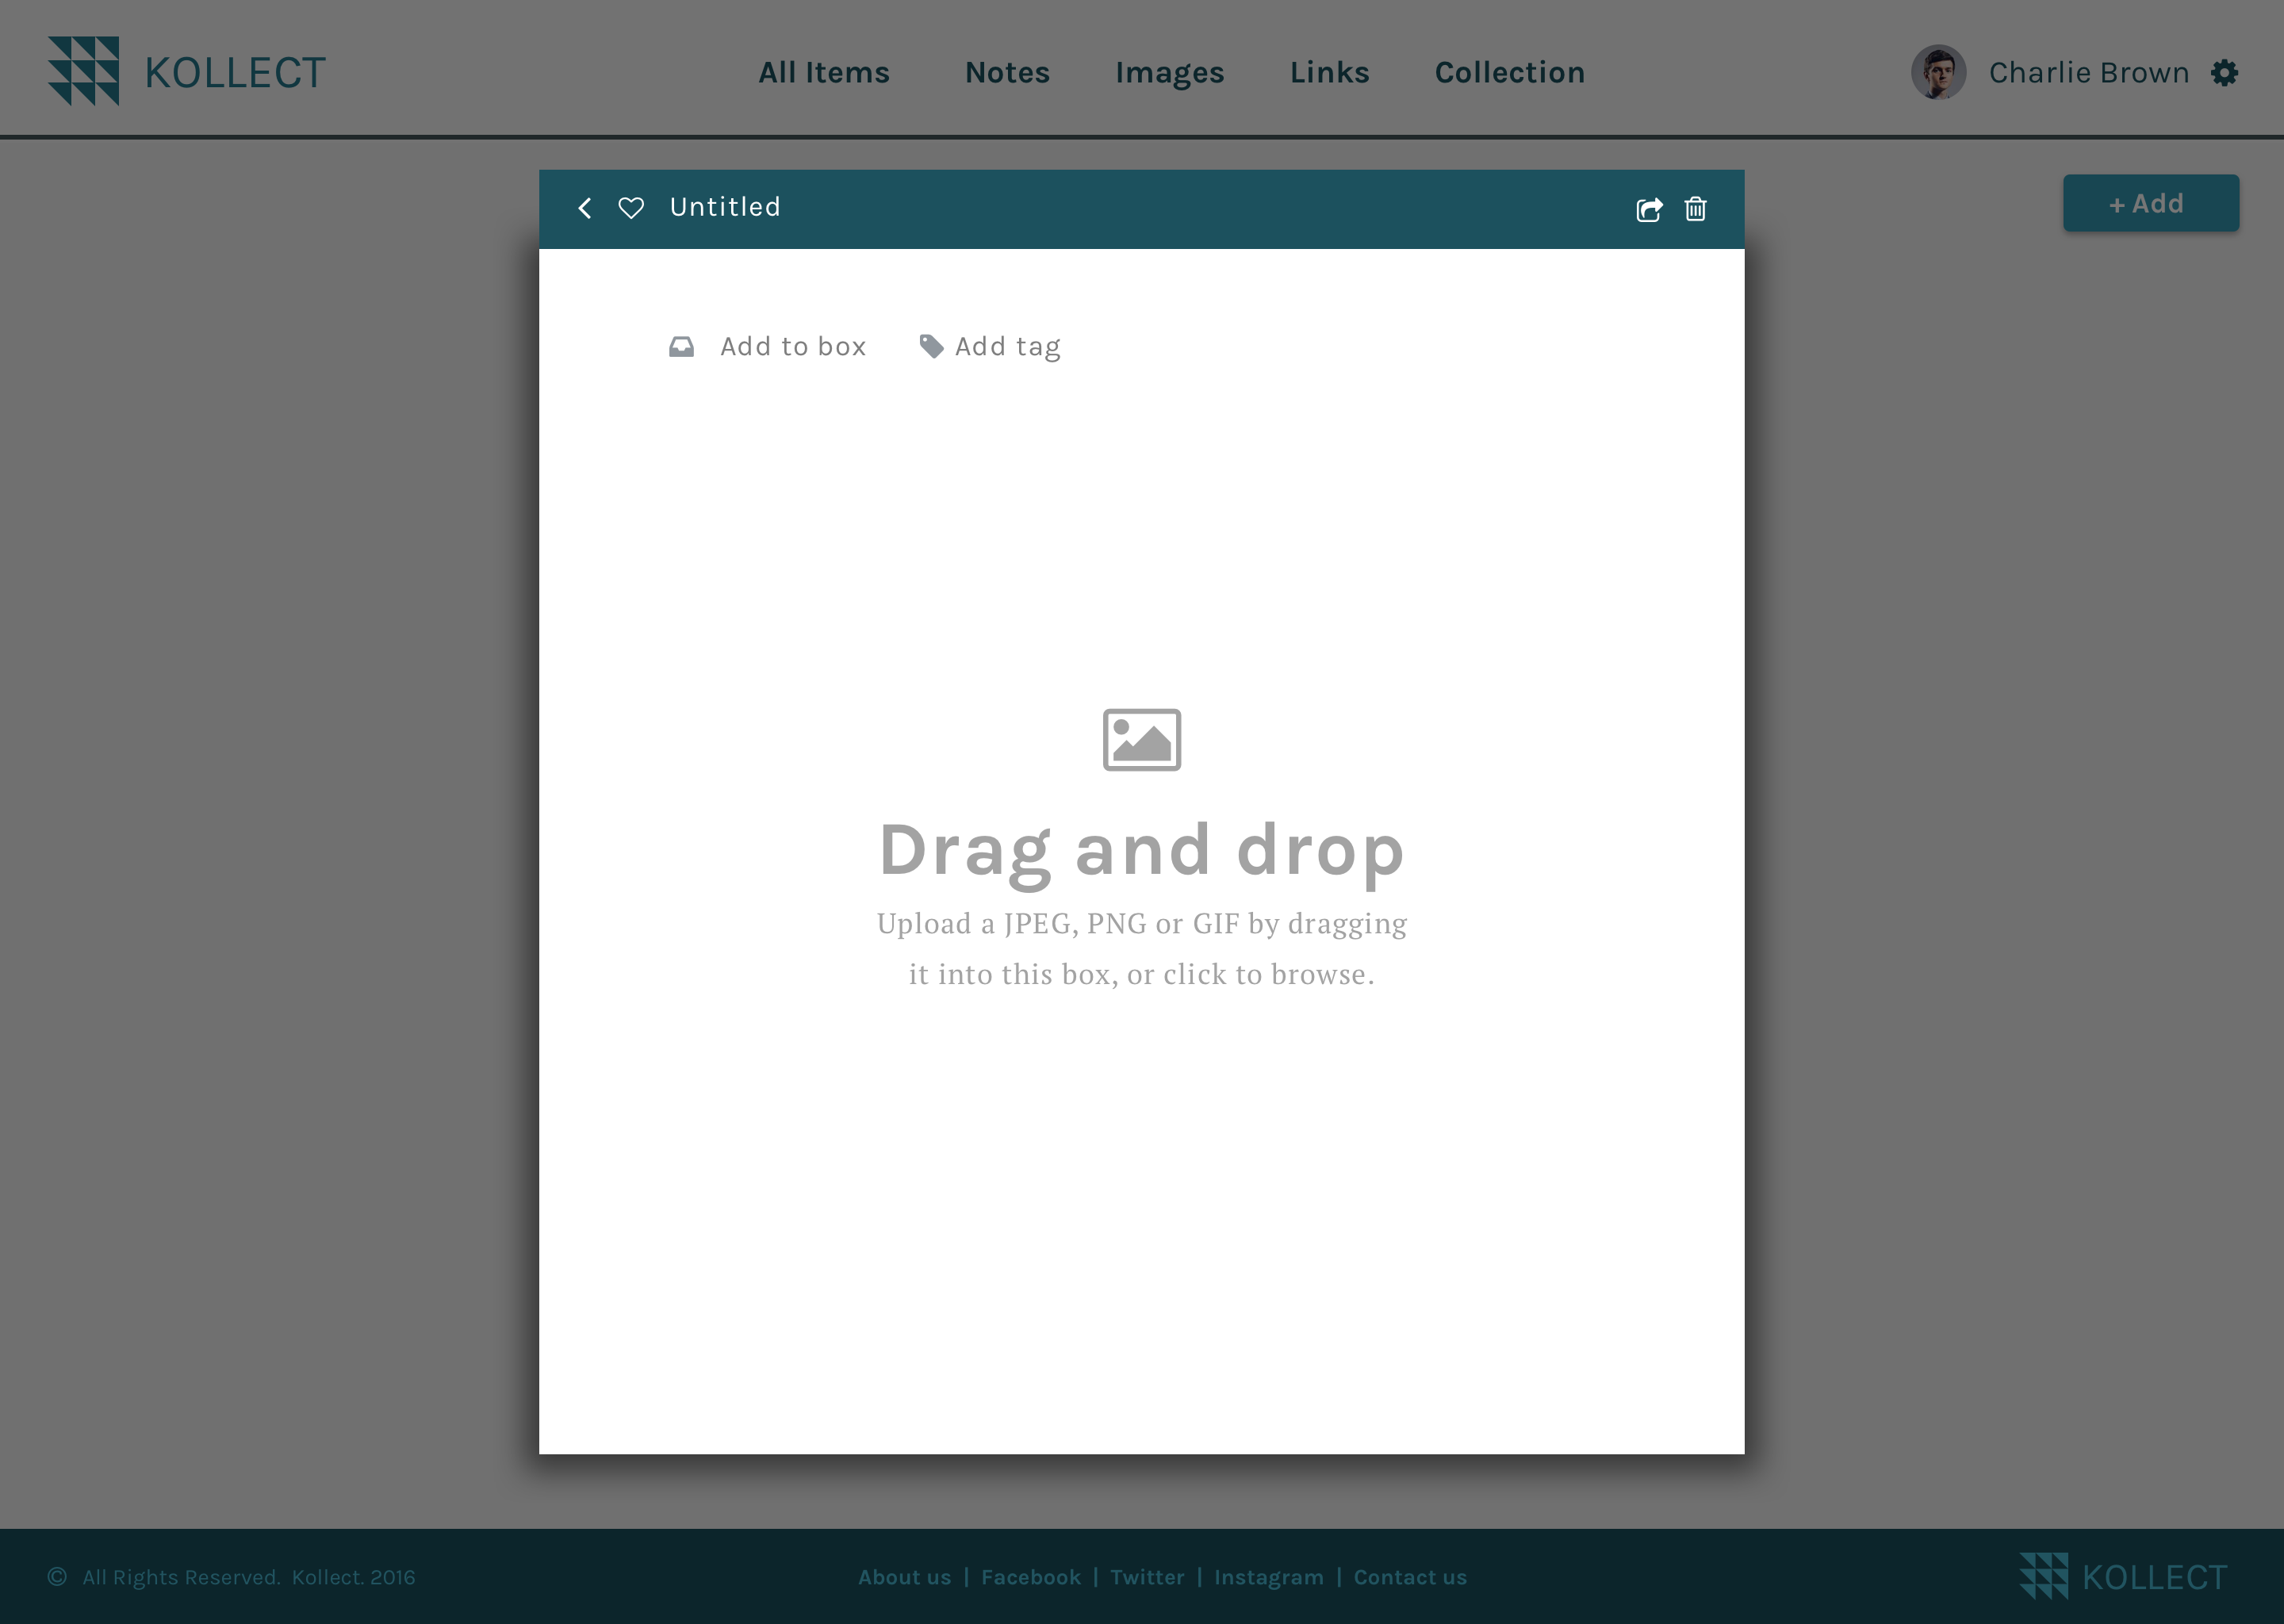 KOLLECT
All Items
Notes
Images
Links
Collection
Charlie Brown
Untitled
+ Add
Add to box
Add tag
Drag and drop
Upload a JPEG, PNG or GIF by dragging
it into this box, or click to browse.
© All Rights Reserved. Kollect. 2016
About us | Facebook | Twitter | Instagram | Contact us
KOLLECT